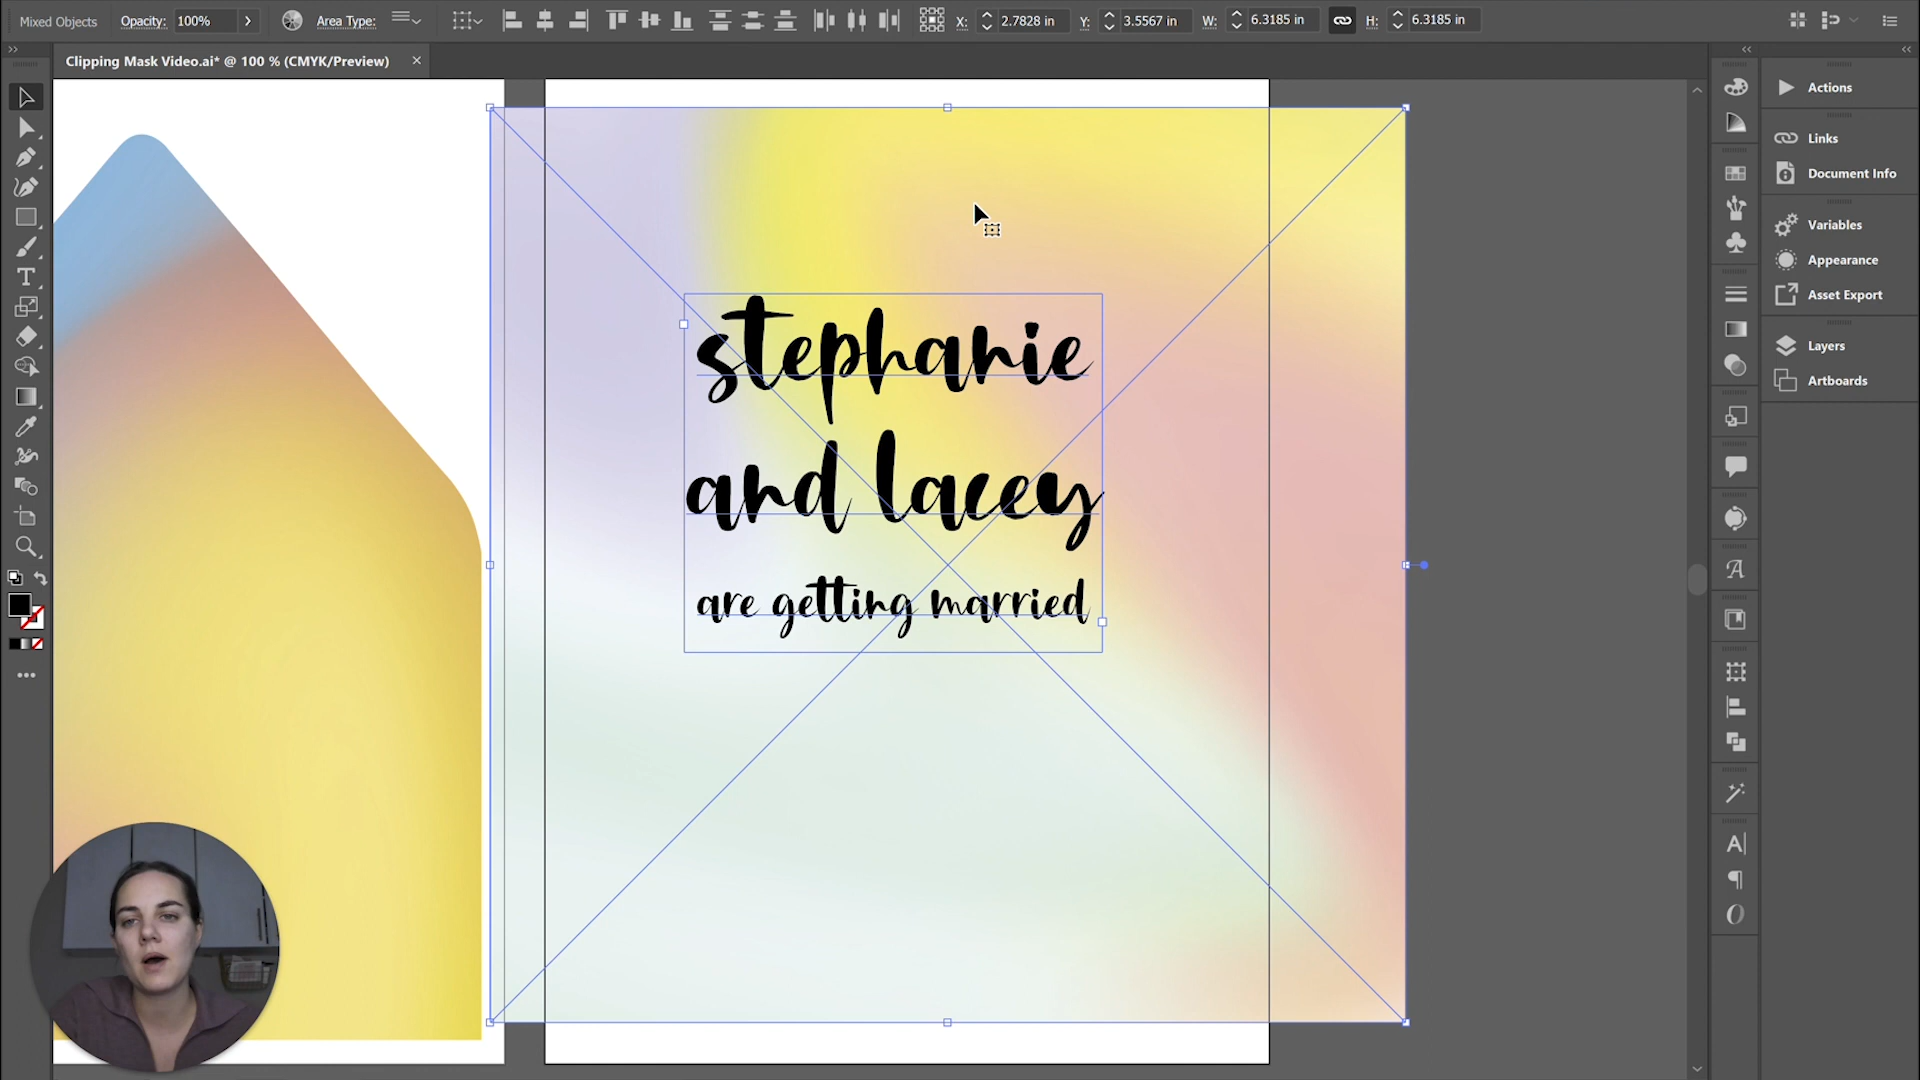 Mixed Objects Opacity: 100% Area Type: X: 2.7828 in Y: 3.5567 in W: 6.3185 in H: 6.3185 in
Clipping Mask Video.ai* @ 100 % (CMYK/Preview) ×
Actions
Links
Document Info
Variables
Appearance
Asset Export
Layers
Artboards
stephanie
and lacey
are getting married